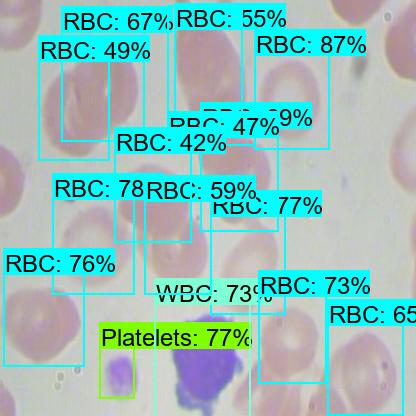 RBC: 67%
RBC: 55%
RBC: 49%
RBC: 87%
RBC: 47%
RBC: 42%
RBC: 78
RBC: 59%
RBC: 77%
RBC: 76%
WBC: 73%
RBC: 73%
RBC: 65
Platelets: 77%